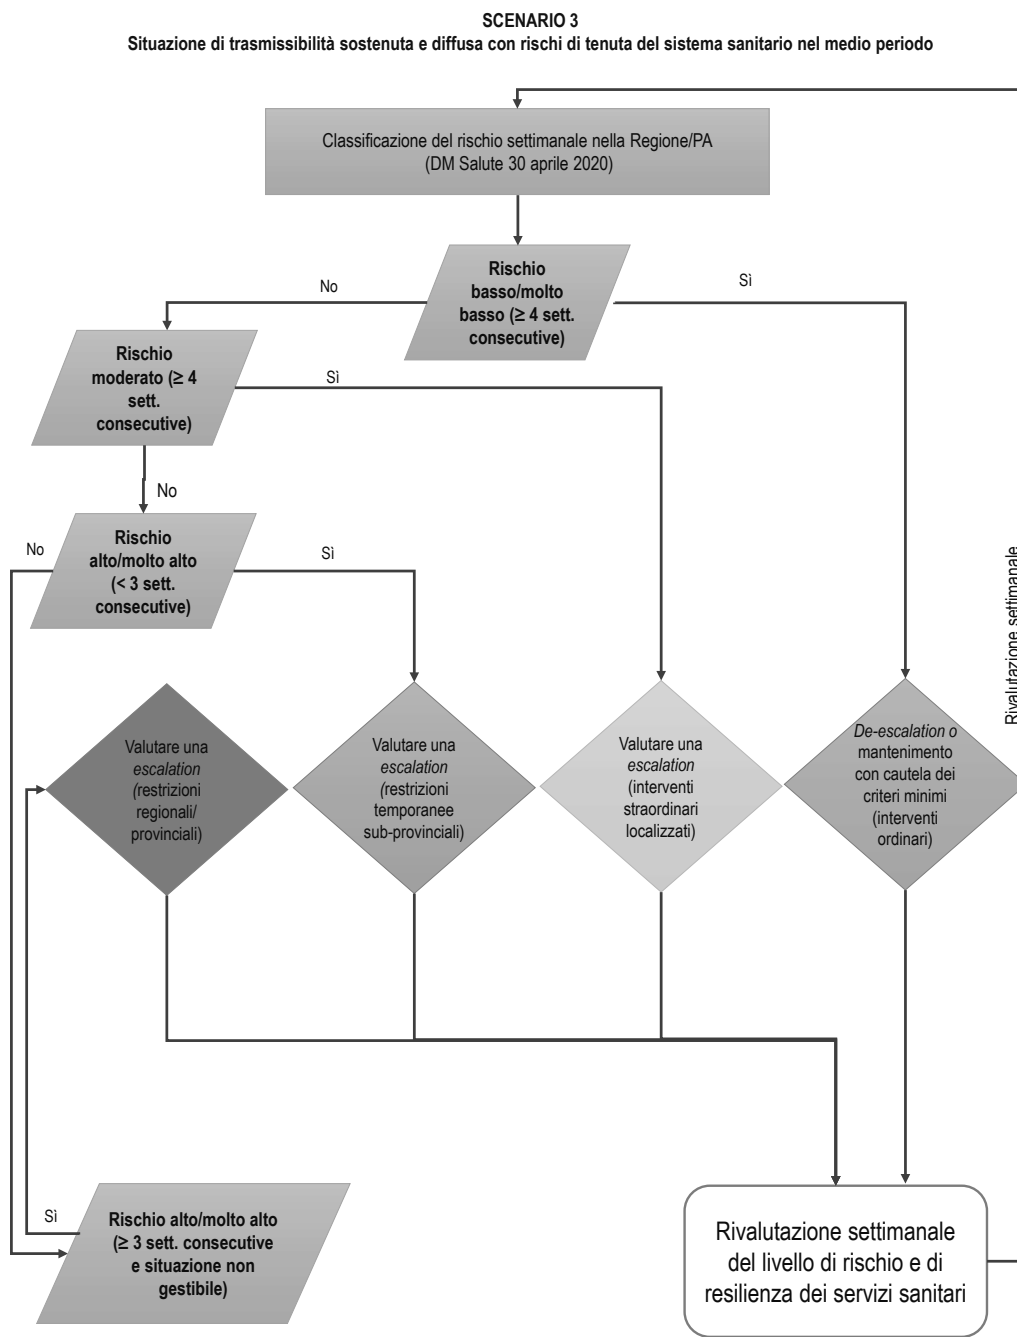 SCENARIO 3
Situazione di trasmissibilità sostenuta e diffusa con rischi di tenuta del sistema sanitario nel medio periodo
Classificazione del rischio settimanale nella Regione/PA
(DM Salute 30 aprile 2020)
Rischio
basso/molto
basso (≥ 4 sett.
consecutive)
No
Sì
Rischio
moderato (≥ 4
sett.
consecutive)
Sì
No
Rischio
alto/molto alto
(< 3 sett.
consecutive)
No
Sì
Rivalutazione settimanale
Valutare una
escalation
(restrizioni
regionali/
provinciali)
Valutare una
escalation
(restrizioni
temporanee
sub-provinciali)
Valutare una
escalation
(interventi
straordinari
localizzati)
De-escalation o
mantenimento
con cautela dei
criteri minimi
(interventi
ordinari)
Sì
Rischio alto/molto alto
(≥ 3 sett. consecutive
e situazione non
gestibile)
Rivalutazione settimanale
del livello di rischio e di
resilienza dei servizi sanitari